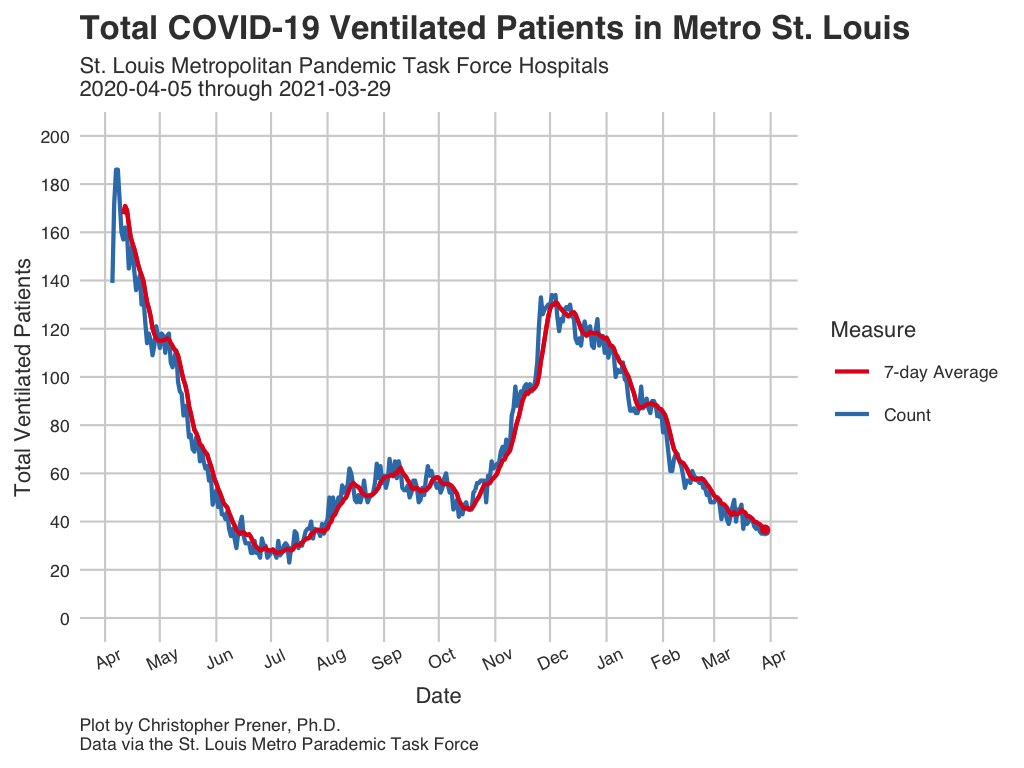 Total COVID-19 Ventilated Patients in Metro St. Louis
St. Louis Metropolitan Pandemic Task Force Hospitals
2020-04-05 through 2021-03-29
Total Ventilated Patients
200
180
160
140
120
100
80
60
40
20
0
Apr May Jun Jul Aug Sep Oct Nov Dec Jan Feb Mar Apr
Date
Measure
7-day Average
Count
Plot by Christopher Prener, Ph.D.
Data via the St. Louis Metro Parademic Task Force